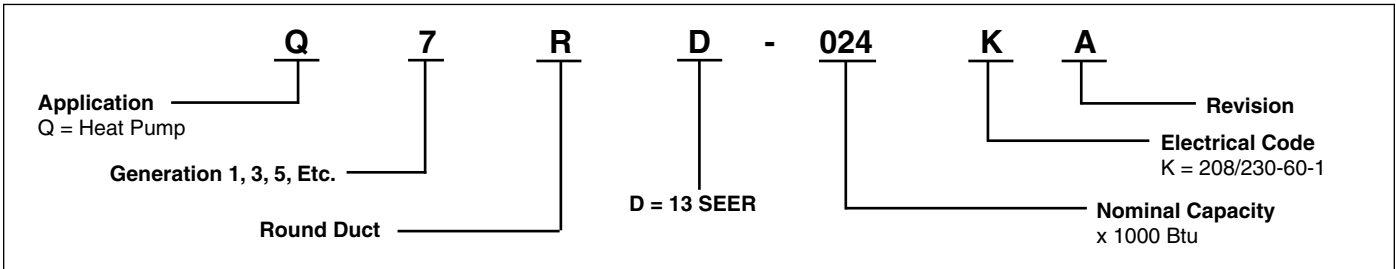 Q 7 R D - 024 K A
Application
Q = Heat Pump
Generation 1, 3, 5, Etc.
Round Duct
D = 13 SEER
Revision
Electrical Code
K = 208/230-60-1
Nominal Capacity
x 1000 Btu